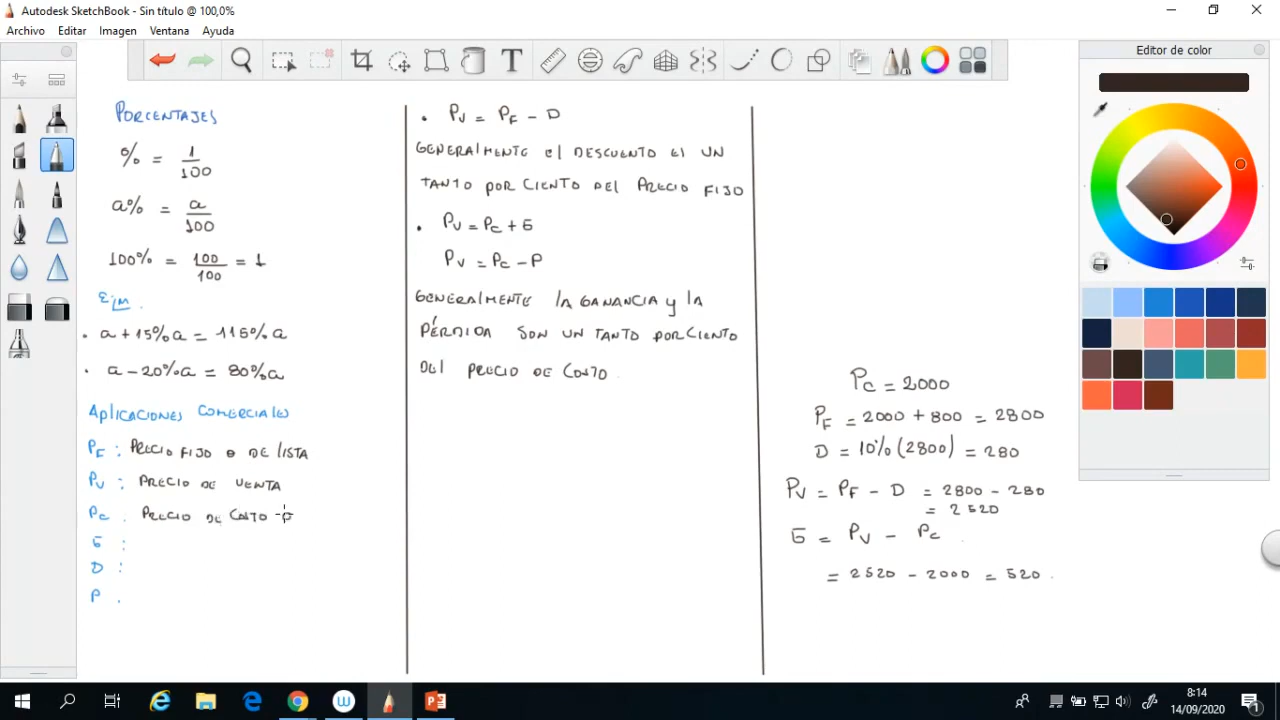 Autodesk SketchBook - Sin título @ 100,0%
Archivo Editar Imagen Ventana Ayuda
Editor de color
PORCENTAJES
% = 1/100
a% = a/100
100% = 100/100 = 1
EJM.
. a + 15%a = 115%a
. a - 20%a = 80%a
APLICACIONES COMERCIALES
PF : PRECIO FIJO o DE LISTA
PV : PRECIO DE VENTA
PC : PRECIO DE COSTO
G :
D :
P .
. PV = PF - D
GENERALMENTE el DESCUENTO ES UN
TANTO POR CIENTO DEL PRECIO FIJO
. PV = PC + G
PV = PC - P
GENERALMENTE lA GANANCIA y lA
PÉRDIDA SON UN TANTO POR CIENTO
DEl PRECIO DE COSTO.
PC = 2000
PF = 2000 + 800 = 2800
D = 10%(2800) = 280
PV = PF - D = 2800 - 280
= 2520
G = PV - PC
= 2520 - 2000 = 520.
8:14
14/09/2020